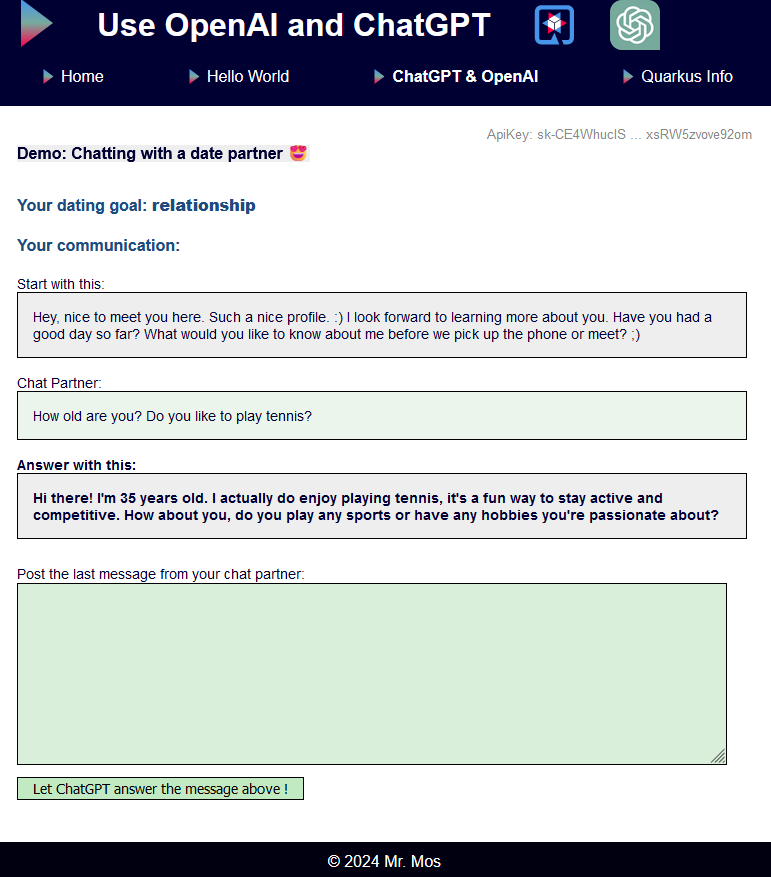 Use OpenAI and ChatGPT
Home Hello World ChatGPT & OpenAI Quarkus Info
ApiKey: sk-CE4WhuclS ... xsRW5zvove92om
Demo: Chatting with a date partner 😍
Your dating goal: relationship
Your communication:
Start with this:
Hey, nice to meet you here. Such a nice profile. :) I look forward to learning more about you. Have you had a
good day so far? What would you like to know about me before we pick up the phone or meet? ;)
Chat Partner:
How old are you? Do you like to play tennis?
Answer with this:
Hi there! I'm 35 years old. I actually do enjoy playing tennis, it's a fun way to stay active and
competitive. How about you, do you play any sports or have any hobbies you're passionate about?
Post the last message from your chat partner:
Let ChatGPT answer the message above !
© 2024 Mr. Mos